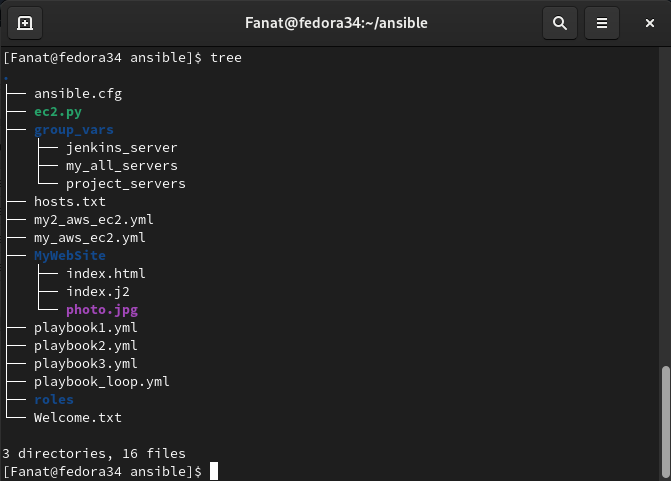 Fanat@fedora34:~/ansible
[Fanat@fedora34 ansible]$ tree
.
├── ansible.cfg
├── ec2.py
├── group_vars
│   ├── jenkins_server
│   ├── my_all_servers
│   └── project_servers
├── hosts.txt
├── my2_aws_ec2.yml
├── my_aws_ec2.yml
├── MyWebSite
│   ├── index.html
│   ├── index.j2
│   └── photo.jpg
├── playbook1.yml
├── playbook2.yml
├── playbook3.yml
├── playbook_loop.yml
├── roles
└── Welcome.txt

3 directories, 16 files
[Fanat@fedora34 ansible]$